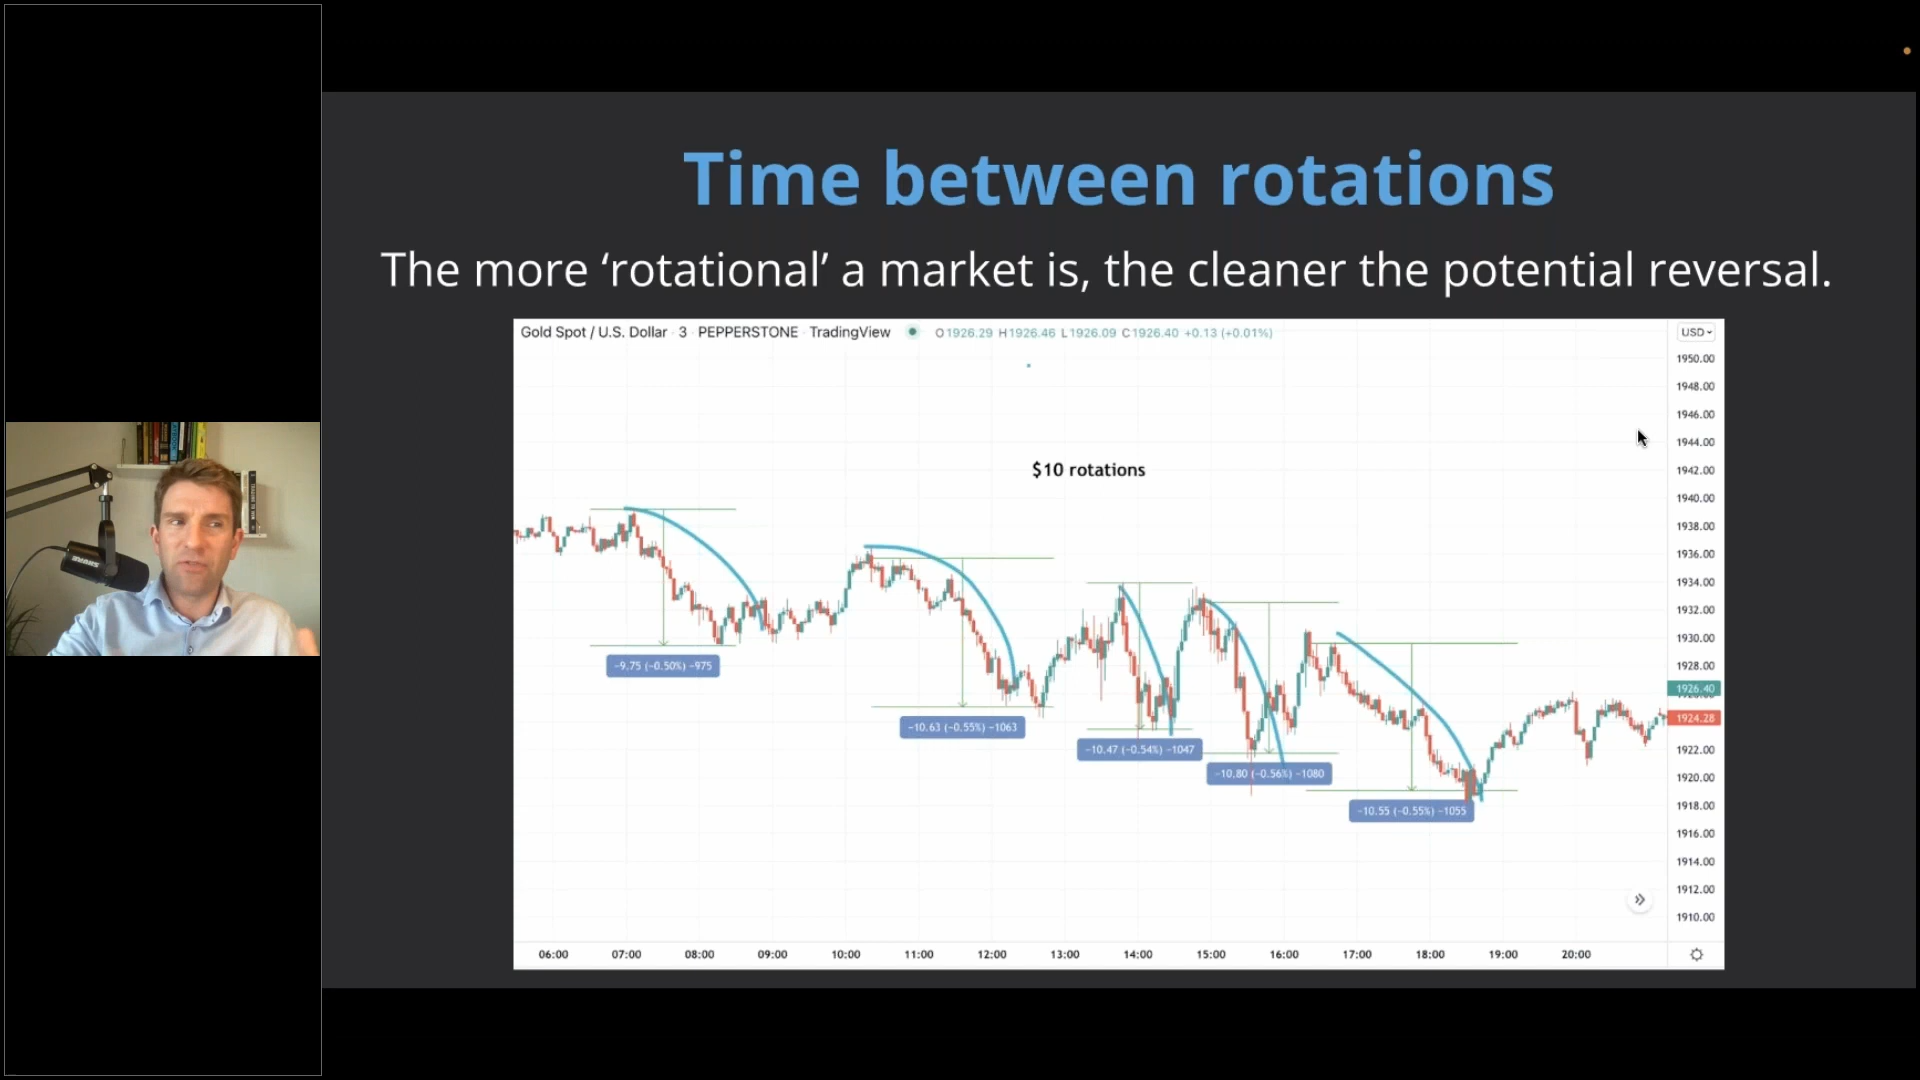 Time between rotations
The more ‘rotational’ a market is, the cleaner the potential reversal.
Gold Spot / U.S. Dollar · 3 · PEPPERSTONE · TradingView O1926.29 H1926.46 L1926.09 C1926.40 +0.13 (+0.01%)
USD
1950.00
1948.00
1946.00
1944.00
$10 rotations
1942.00
1940.00
1938.00
1936.00
1934.00
1932.00
1930.00
−9.75 (−0.50%) −975
1928.00
1926.40
−10.63 (−0.55%) −1063
1924.28
−10.47 (−0.54%) −1047
1922.00
−10.80 (−0.56%) −1080
1920.00
−10.55 (−0.55%) −1055
1918.00
1916.00
1914.00
1912.00
1910.00
06:00 07:00 08:00 09:00 10:00 11:00 12:00 13:00 14:00 15:00 16:00 17:00 18:00 19:00 20:00